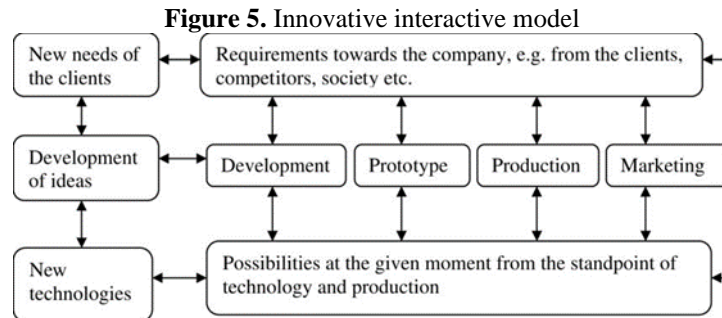 Figure 5. Innovative interactive model
New needs of
the clients
Requirements towards the company, e.g. from the clients,
competitors, society etc.
Development
of ideas
Development
Prototype
Production
Marketing
New
technologies
Possibilities at the given moment from the standpoint of
technology and production